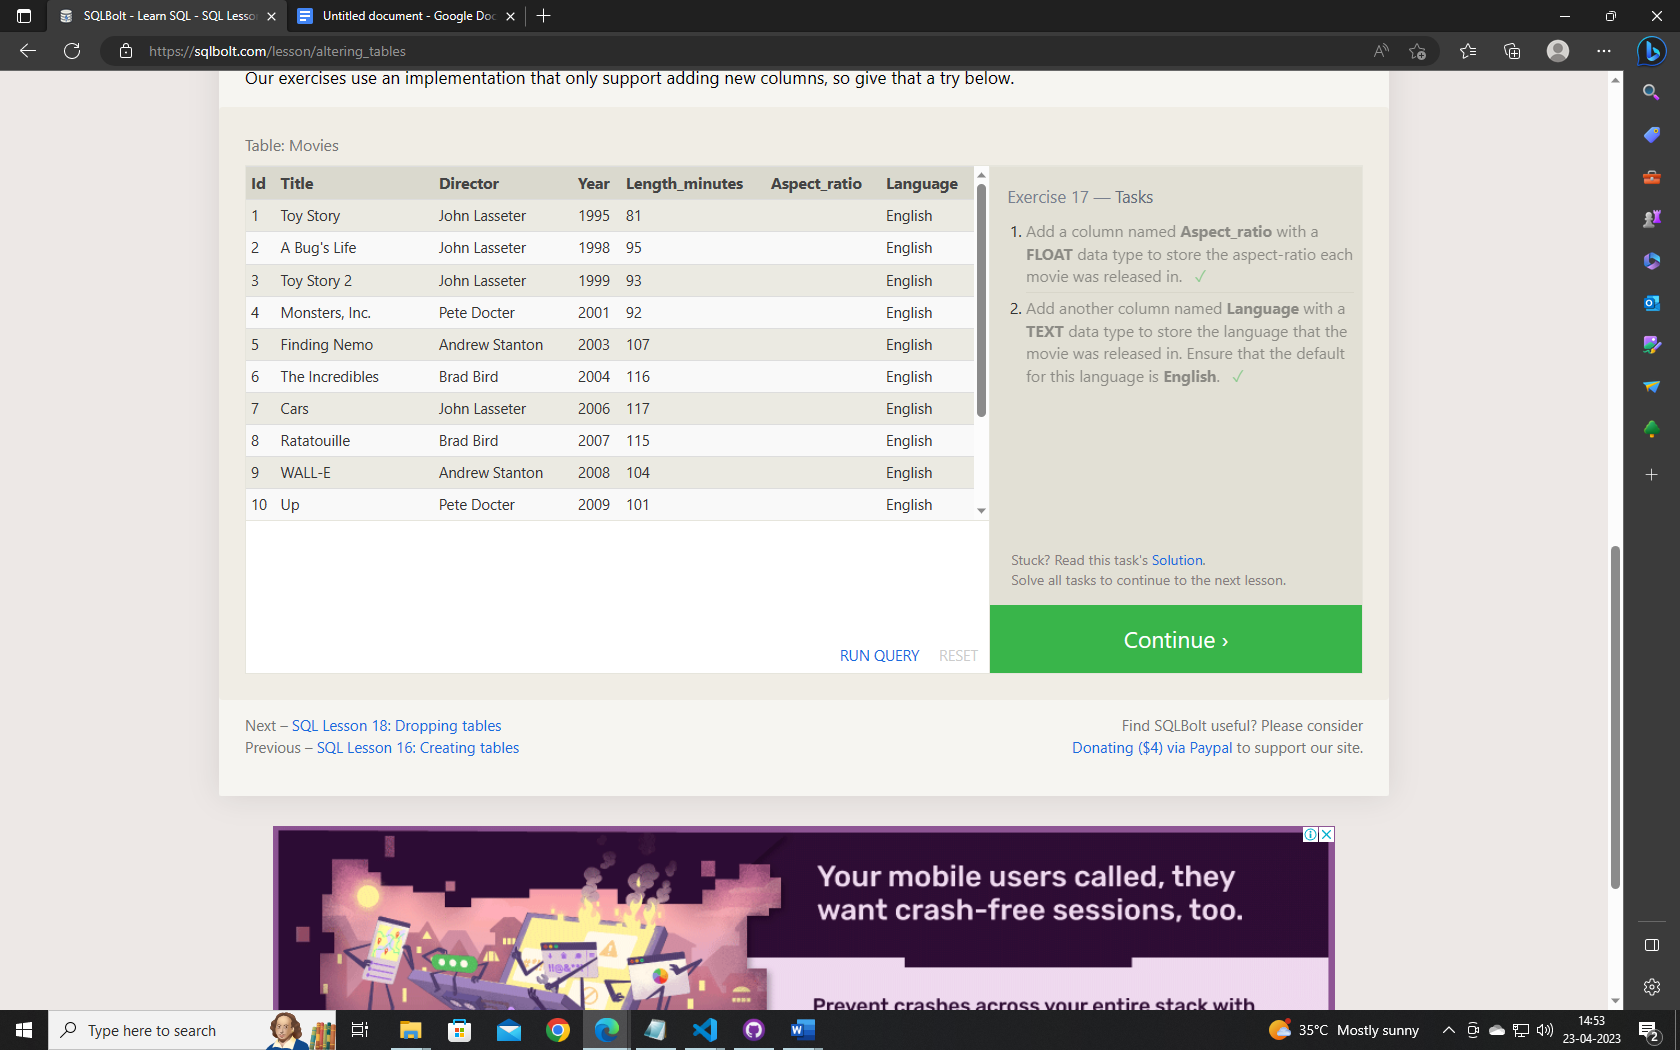 SQLBolt - Learn SQL - SQL Lesso
Untitled document - Google Doc
https://sqlbolt.com/lesson/altering_tables
Our exercises use an implementation that only support adding new columns, so give that a try below.
Table: Movies
Id Title Director Year Length_minutes Aspect_ratio Language
1 Toy Story John Lasseter 1995 81 English
2 A Bug's Life John Lasseter 1998 95 English
3 Toy Story 2 John Lasseter 1999 93 English
4 Monsters, Inc. Pete Docter 2001 92 English
5 Finding Nemo Andrew Stanton 2003 107 English
6 The Incredibles Brad Bird 2004 116 English
7 Cars John Lasseter 2006 117 English
8 Ratatouille Brad Bird 2007 115 English
9 WALL-E Andrew Stanton 2008 104 English
10 Up Pete Docter 2009 101 English
RUN QUERY RESET
Exercise 17 — Tasks
1. Add a column named Aspect_ratio with a
FLOAT data type to store the aspect-ratio each
movie was released in. ✓
2. Add another column named Language with a
TEXT data type to store the language that the
movie was released in. Ensure that the default
for this language is English. ✓
Stuck? Read this task's Solution.
Solve all tasks to continue to the next lesson.
Continue ›
Next – SQL Lesson 18: Dropping tables
Previous – SQL Lesson 16: Creating tables
Find SQLBolt useful? Please consider
Donating ($4) via Paypal to support our site.
Your mobile users called, they
want crash-free sessions, too.
Prevent crashes across your entire stack with
Type here to search
35°C Mostly sunny
14:53
23-04-2023
2